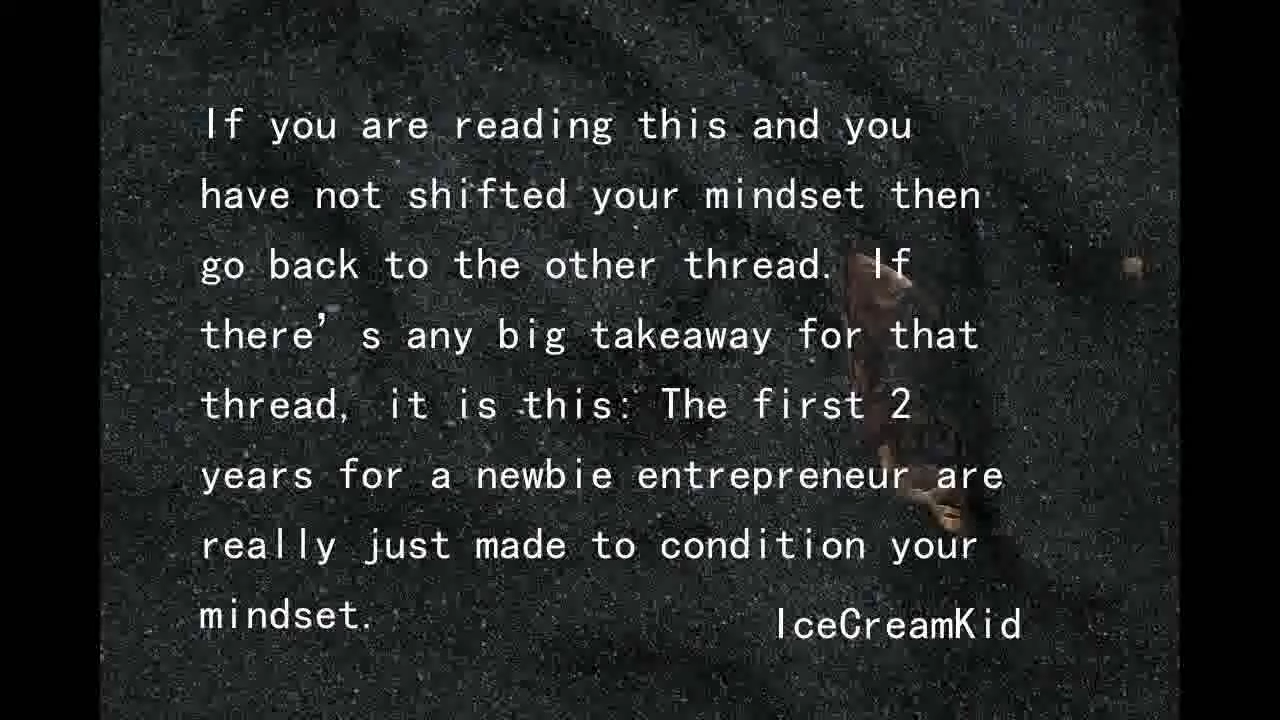 If you are reading this and you
have not shifted your mindset then
go back to the other thread. If
there’s any big takeaway for that
thread, it is this: The first 2
years for a newbie entrepreneur are
really just made to condition your
mindset.
IceCreamKid